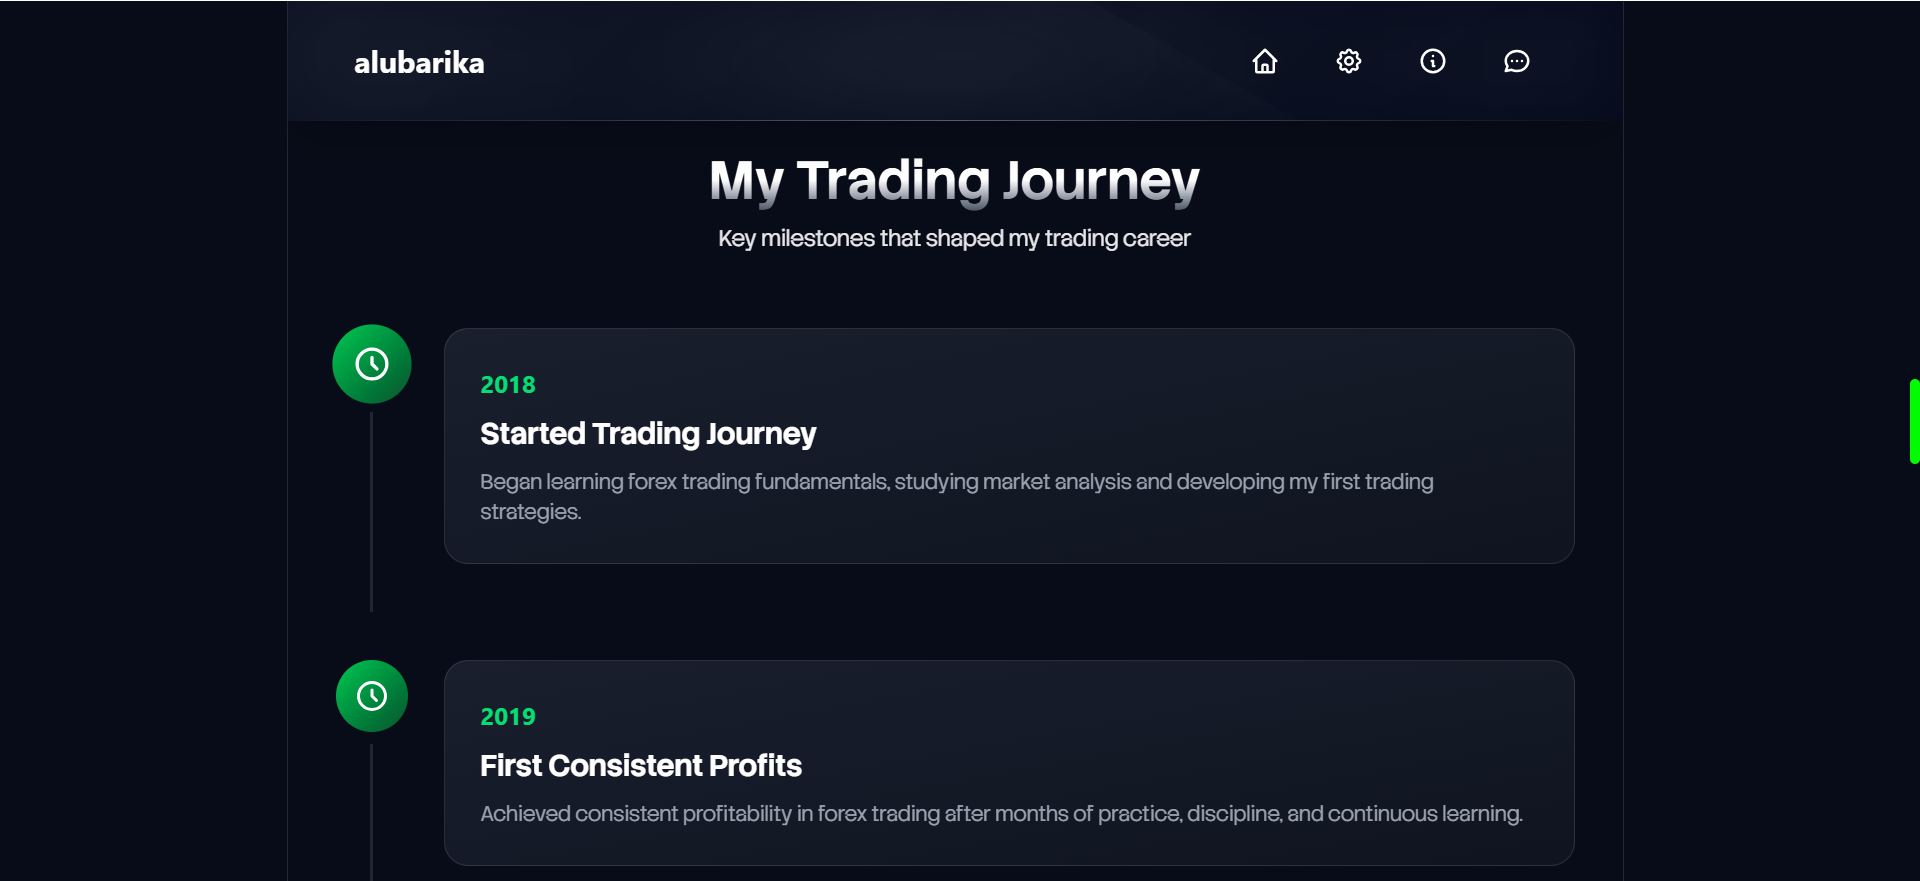 alubarika
My Trading Journey
Key milestones that shaped my trading career
2018
Started Trading Journey
Began learning forex trading fundamentals, studying market analysis and developing my first trading
strategies.
2019
First Consistent Profits
Achieved consistent profitability in forex trading after months of practice, discipline, and continuous learning.